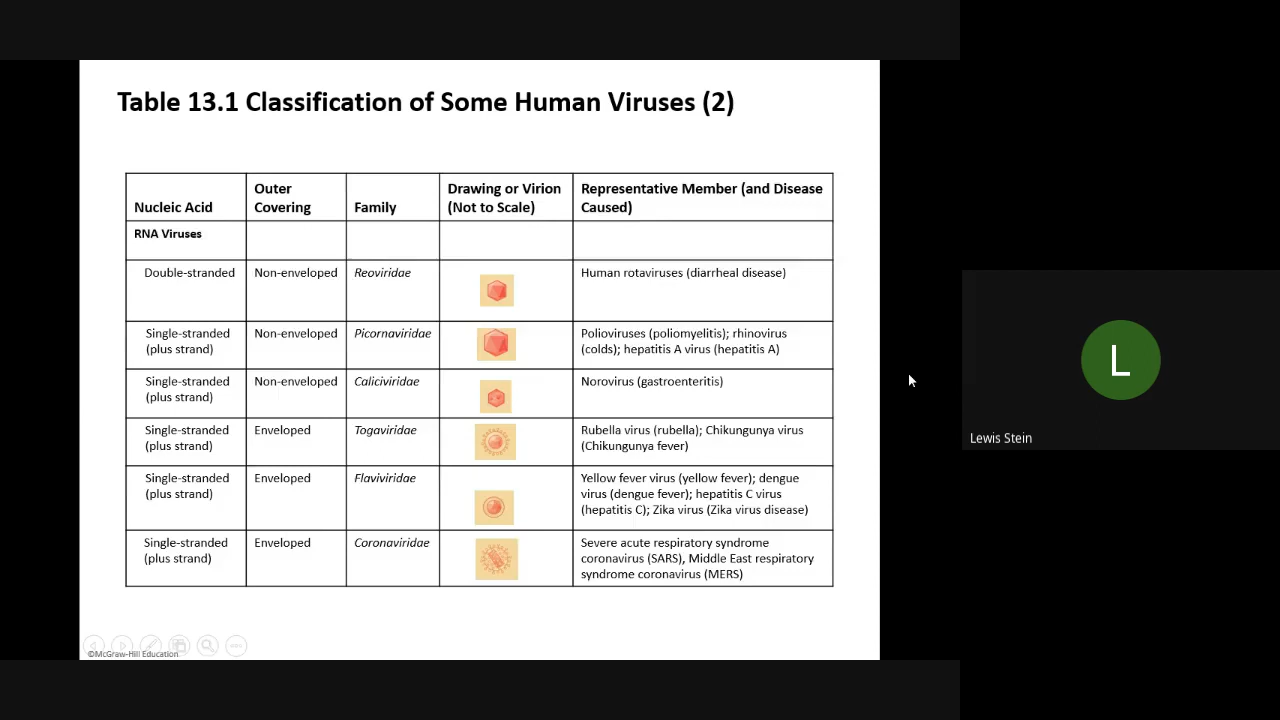 Table 13.1 Classification of Some Human Viruses (2)
Nucleic Acid
Outer
Covering
Family
Drawing or Virion
(Not to Scale)
Representative Member (and Disease
Caused)
RNA Viruses
Double-stranded
Non-enveloped
Reoviridae
Human rotaviruses (diarrheal disease)
Single-stranded
(plus strand)
Non-enveloped
Picornaviridae
Polioviruses (poliomyelitis); rhinovirus
(colds); hepatitis A virus (hepatitis A)
Single-stranded
(plus strand)
Non-enveloped
Caliciviridae
Norovirus (gastroenteritis)
Single-stranded
(plus strand)
Enveloped
Togaviridae
Rubella virus (rubella); Chikungunya virus
(Chikungunya fever)
Single-stranded
(plus strand)
Enveloped
Flaviviridae
Yellow fever virus (yellow fever); dengue
virus (dengue fever); hepatitis C virus
(hepatitis C); Zika virus (Zika virus disease)
Single-stranded
(plus strand)
Enveloped
Coronaviridae
Severe acute respiratory syndrome
coronavirus (SARS), Middle East respiratory
syndrome coronavirus (MERS)
©McGraw-Hill Education
L
Lewis Stein